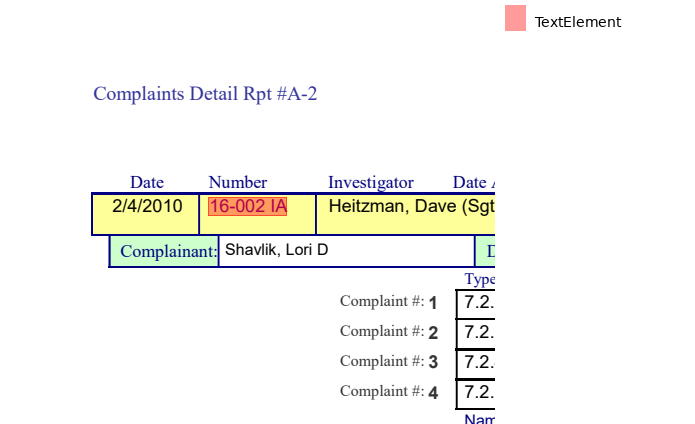 TextElement
Complaints Detail Rpt #A-2
Date Number Investigator Date
2/4/2010 16-002 IA Heitzman, Dave (Sgt
Complainant: Shavlik, Lori D
Type
Complaint #: 1 7.2.
Complaint #: 2 7.2.
Complaint #: 3 7.2.
Complaint #: 4 7.2.